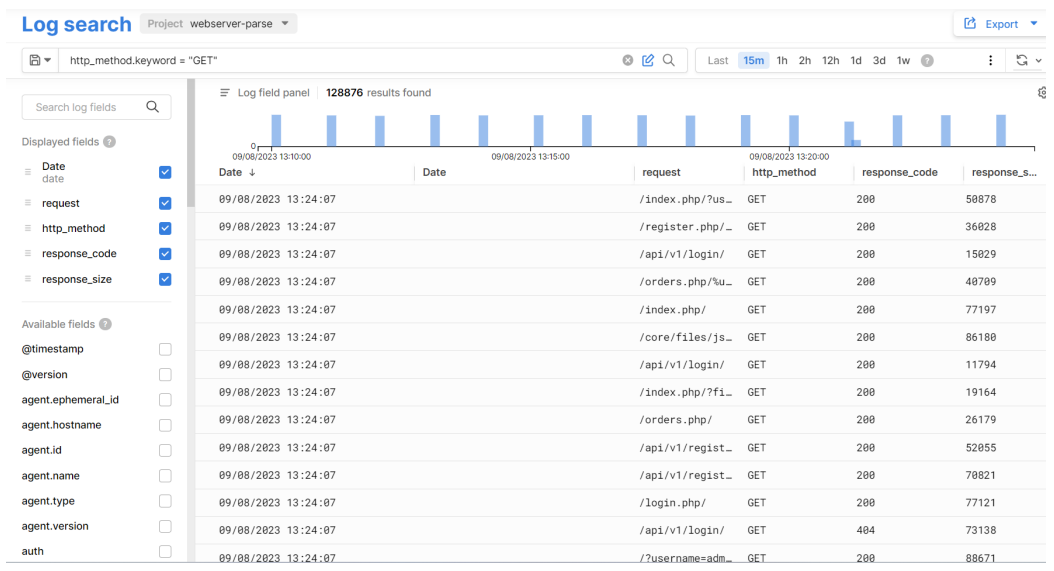 Log search Project webserver-parse Export
http_method.keyword = "GET" Last 15m 1h 2h 12h 1d 3d 1w ?
Search log fields
Displayed fields ?
Date
date
request
http_method
response_code
response_size
Available fields ?
@timestamp
@version
agent.ephemeral_id
agent.hostname
agent.id
agent.name
agent.type
agent.version
auth
Log field panel 128876 results found
0
09/08/2023 13:10:00 09/08/2023 13:15:00 09/08/2023 13:20:00
Date ↓ Date request http_method response_code response_s...
09/08/2023 13:24:07 /index.php/?us… GET 200 50878
09/08/2023 13:24:07 /register.php/… GET 200 36028
09/08/2023 13:24:07 /api/v1/login/ GET 200 15029
09/08/2023 13:24:07 /orders.php/%u… GET 200 40709
09/08/2023 13:24:07 /index.php/ GET 200 77197
09/08/2023 13:24:07 /core/files/js… GET 200 86180
09/08/2023 13:24:07 /api/v1/login/ GET 200 11794
09/08/2023 13:24:07 /index.php/?fi… GET 200 19164
09/08/2023 13:24:07 /orders.php/ GET 200 26179
09/08/2023 13:24:07 /api/v1/regist… GET 200 52055
09/08/2023 13:24:07 /api/v1/regist… GET 200 70821
09/08/2023 13:24:07 /login.php/ GET 200 77121
09/08/2023 13:24:07 /api/v1/login/ GET 404 73138
09/08/2023 13:24:07 /?username=adm… GET 200 88671